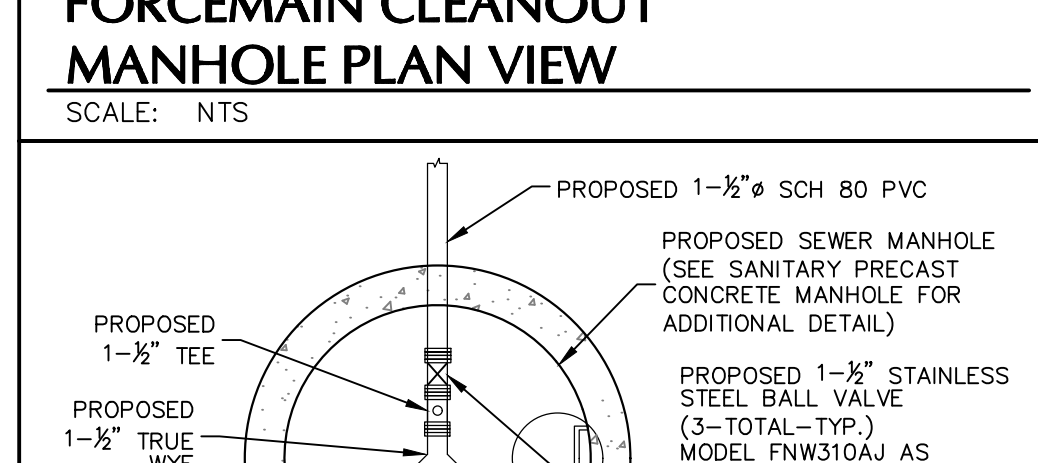 FORCEMAIN CLEANOUT
MANHOLE PLAN VIEW
SCALE: NTS
PROPOSED 1-½"ø SCH 80 PVC
PROPOSED SEWER MANHOLE
(SEE SANITARY PRECAST
CONCRETE MANHOLE FOR
ADDITIONAL DETAIL)
PROPOSED
1-½" TEE
PROPOSED 1-½" STAINLESS
STEEL BALL VALVE
(3-TOTAL-TYP.)
MODEL FNW310AJ AS
PROPOSED
1-½" TRUE
WYE